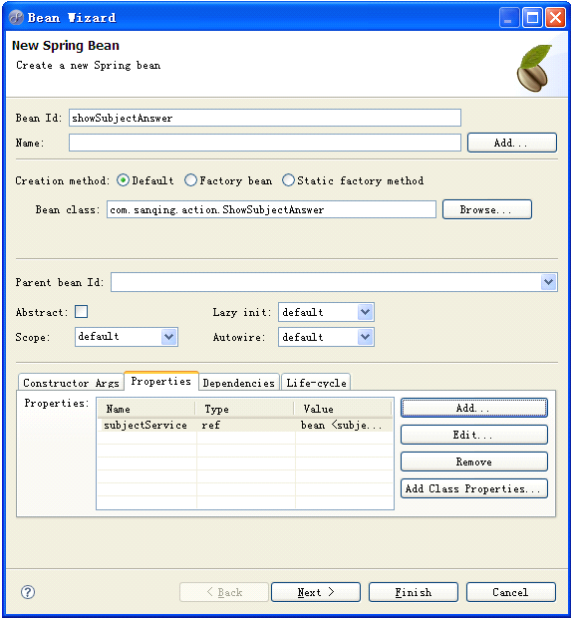 Bean Wizard
New Spring Bean
Create a new Spring bean
Bean Id: showSubjectAnswer
Name: Add...
Creation method: Default Factory bean Static factory method
Bean class: com.sanqing.action.ShowSubjectAnswer Browse...
Parent bean Id:
Abstract: Lazy init: default
Scope: default Autowire: default
Constructor Args Properties Dependencies Life-cycle
Properties: Name Type Value Add...
subjectService ref bean <subje...
Edit...
Remove
Add Class Properties...
? < Back Next > Finish Cancel